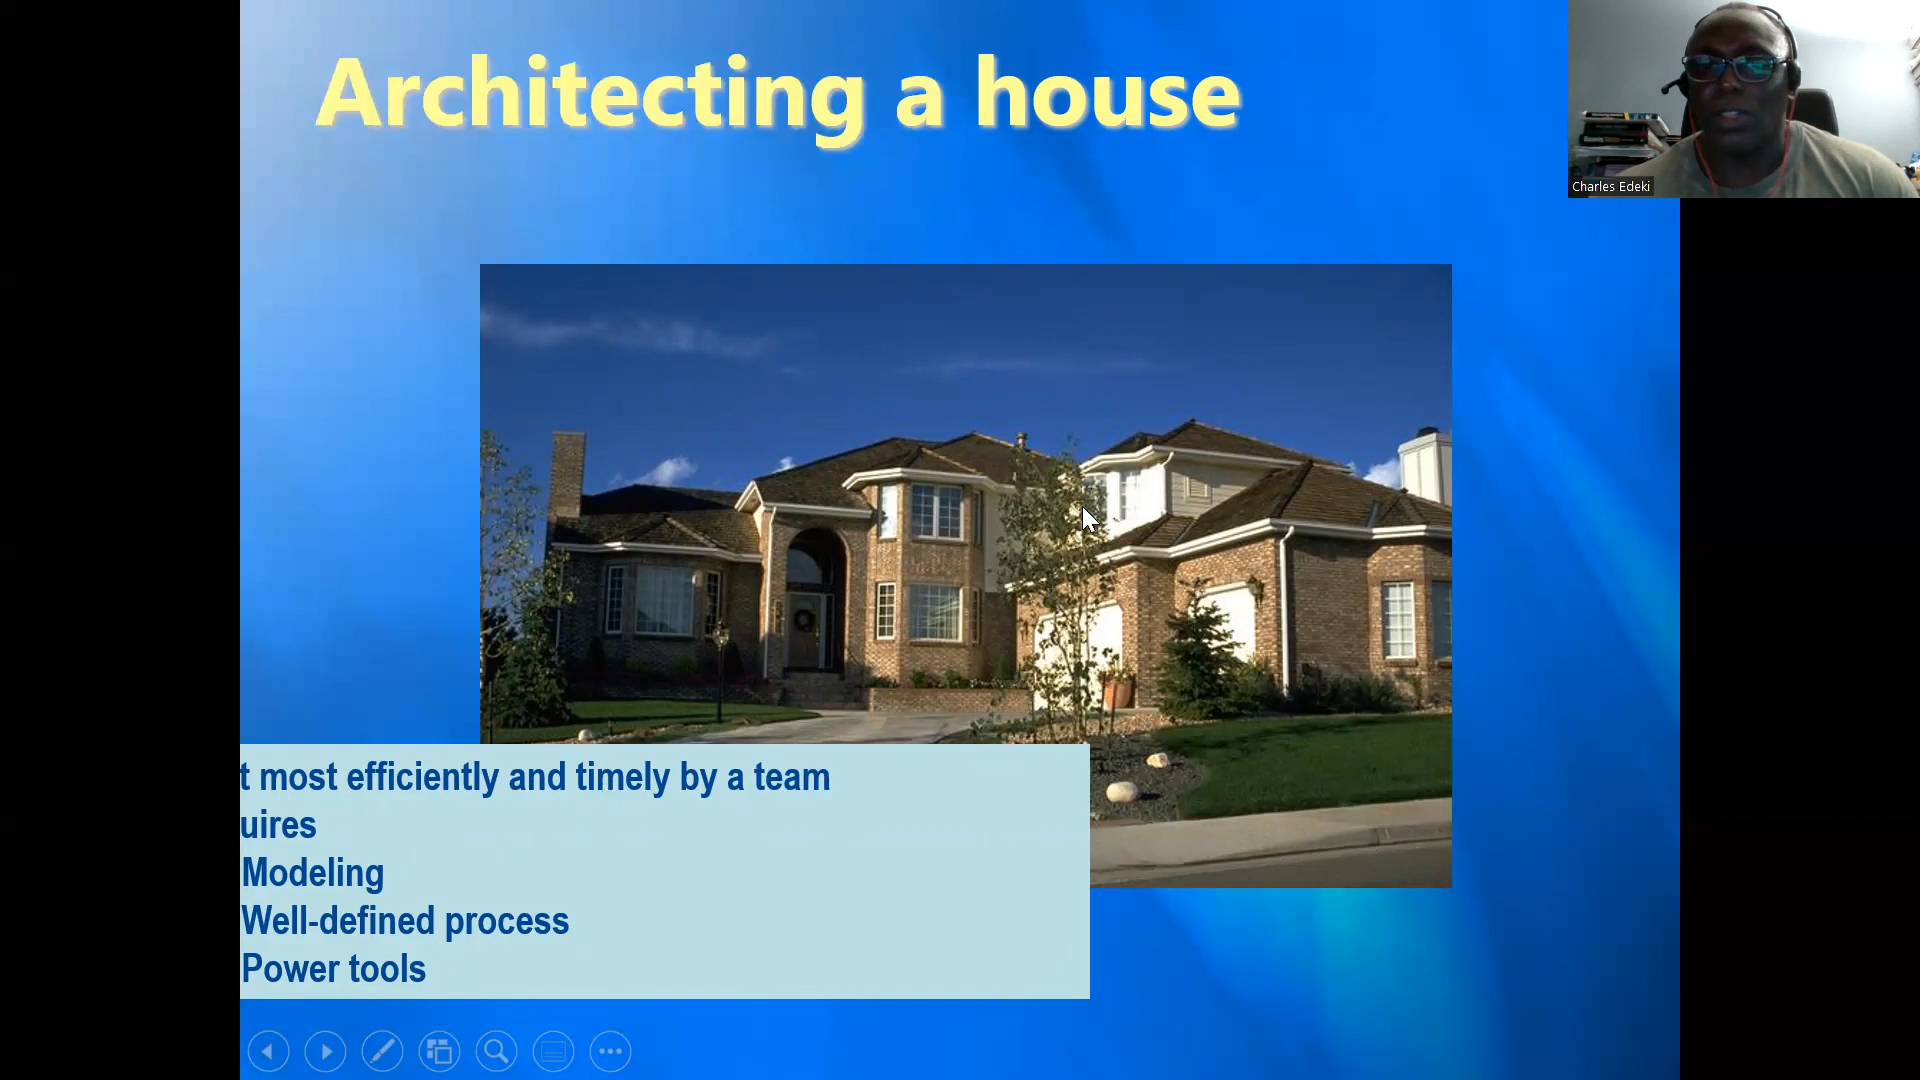 Architecting a house
Charles Edeki
t most efficiently and timely by a team
uires
Modeling
Well-defined process
Power tools